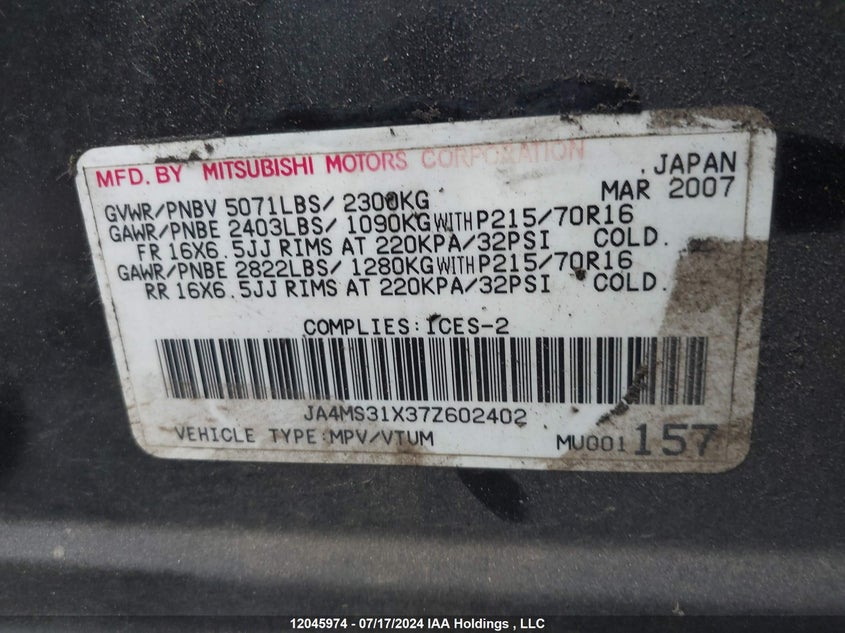 MFD. BY MITSUBISHI MOTORS CORPORATION JAPAN
MAR 2007
GVWR/PNBV 5071LBS/ 2300KG
GAWR/PNBE 2403LBS/ 1090KG WITH P215/70R16
FR 16X6.5JJ RIMS AT 220KPA/32PSI COLD.
GAWR/PNBE 2822LBS/ 1280KG WITH P215/70R16
RR 16X6.5JJ RIMS AT 220KPA/32PSI COLD.
COMPLIES:ICES-2
JA4MS31X37Z602402
VEHICLE TYPE:MPV/VTUM MU001157
12045974 - 07/17/2024 IAA Holdings , LLC